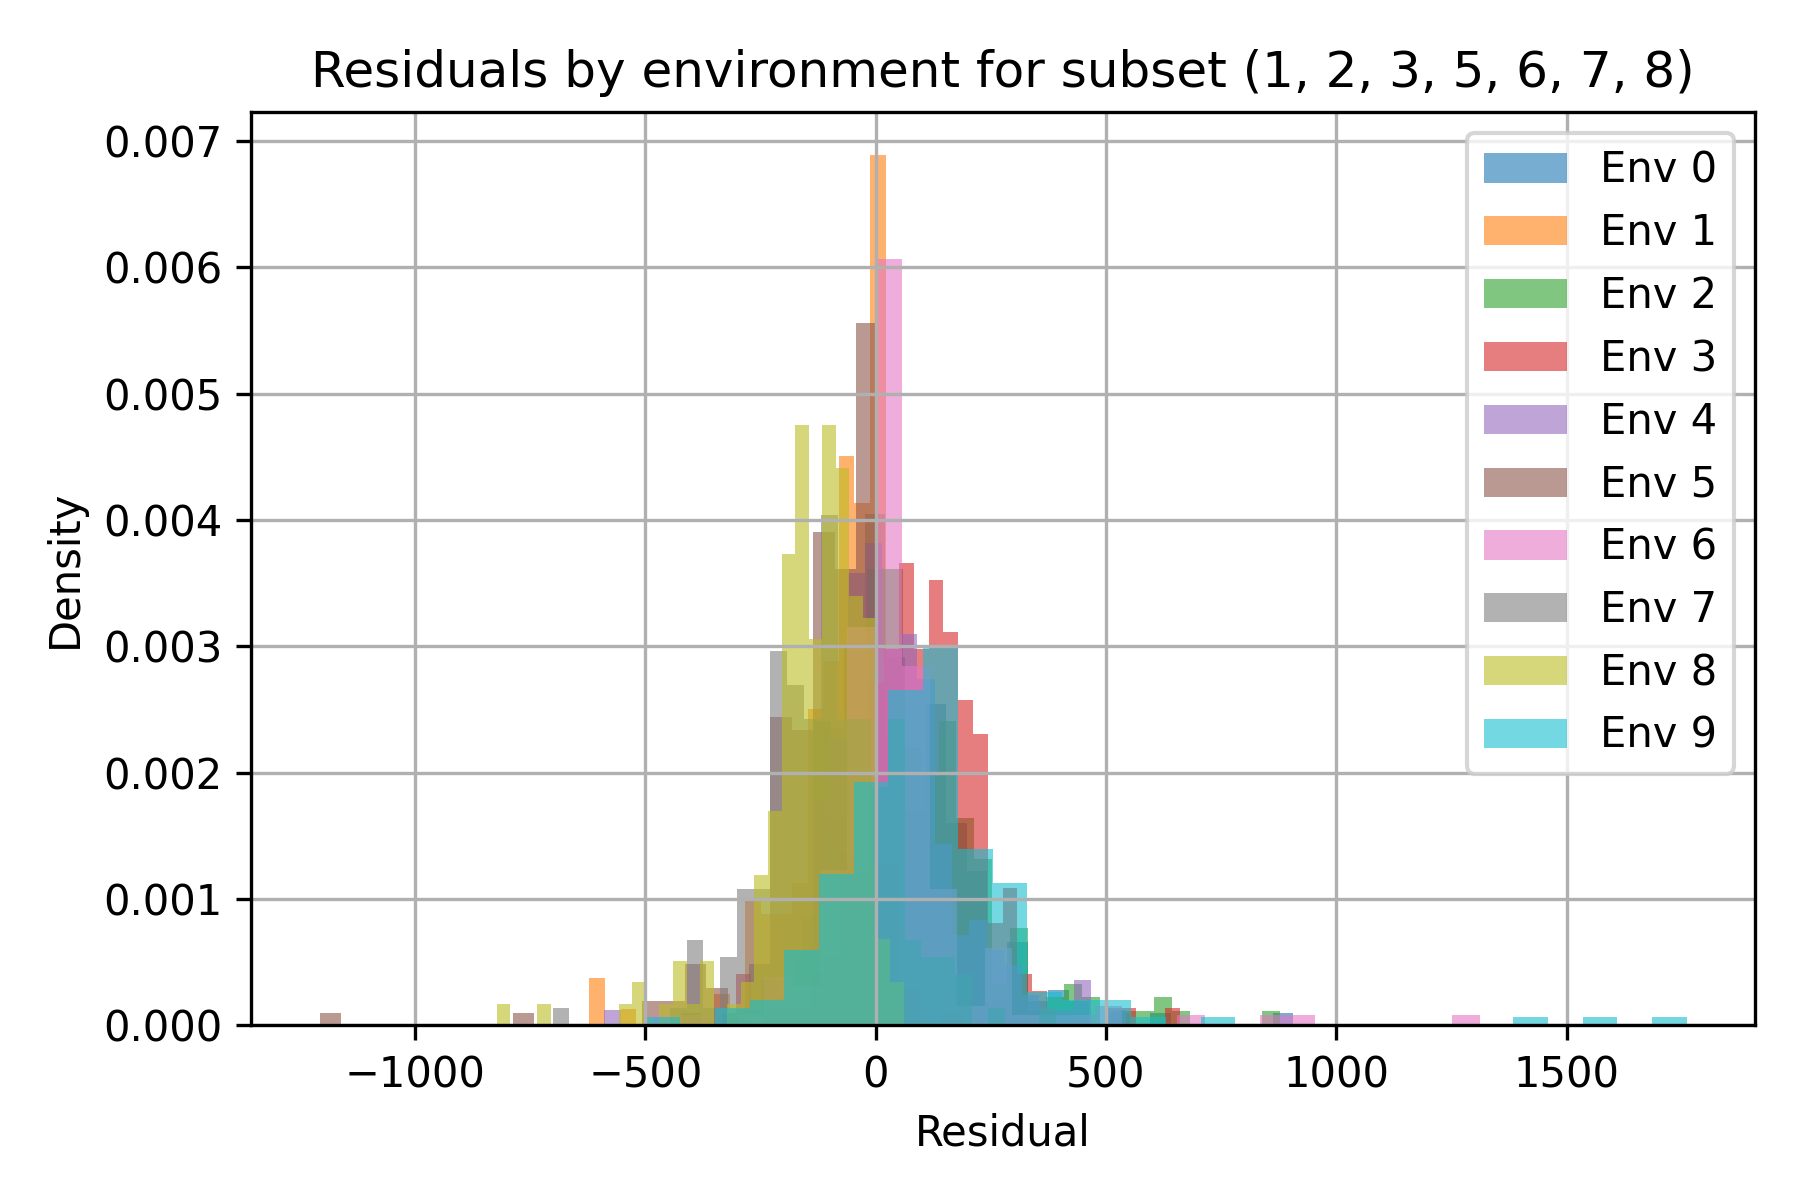 Residuals by environment for subset (1, 2, 3, 5, 6, 7, 8)
0.007
0.006
0.005
0.004
0.003
0.002
0.001
0.000
Density
−1000
−500
0
500
1000
1500
Residual
Env 0
Env 1
Env 2
Env 3
Env 4
Env 5
Env 6
Env 7
Env 8
Env 9